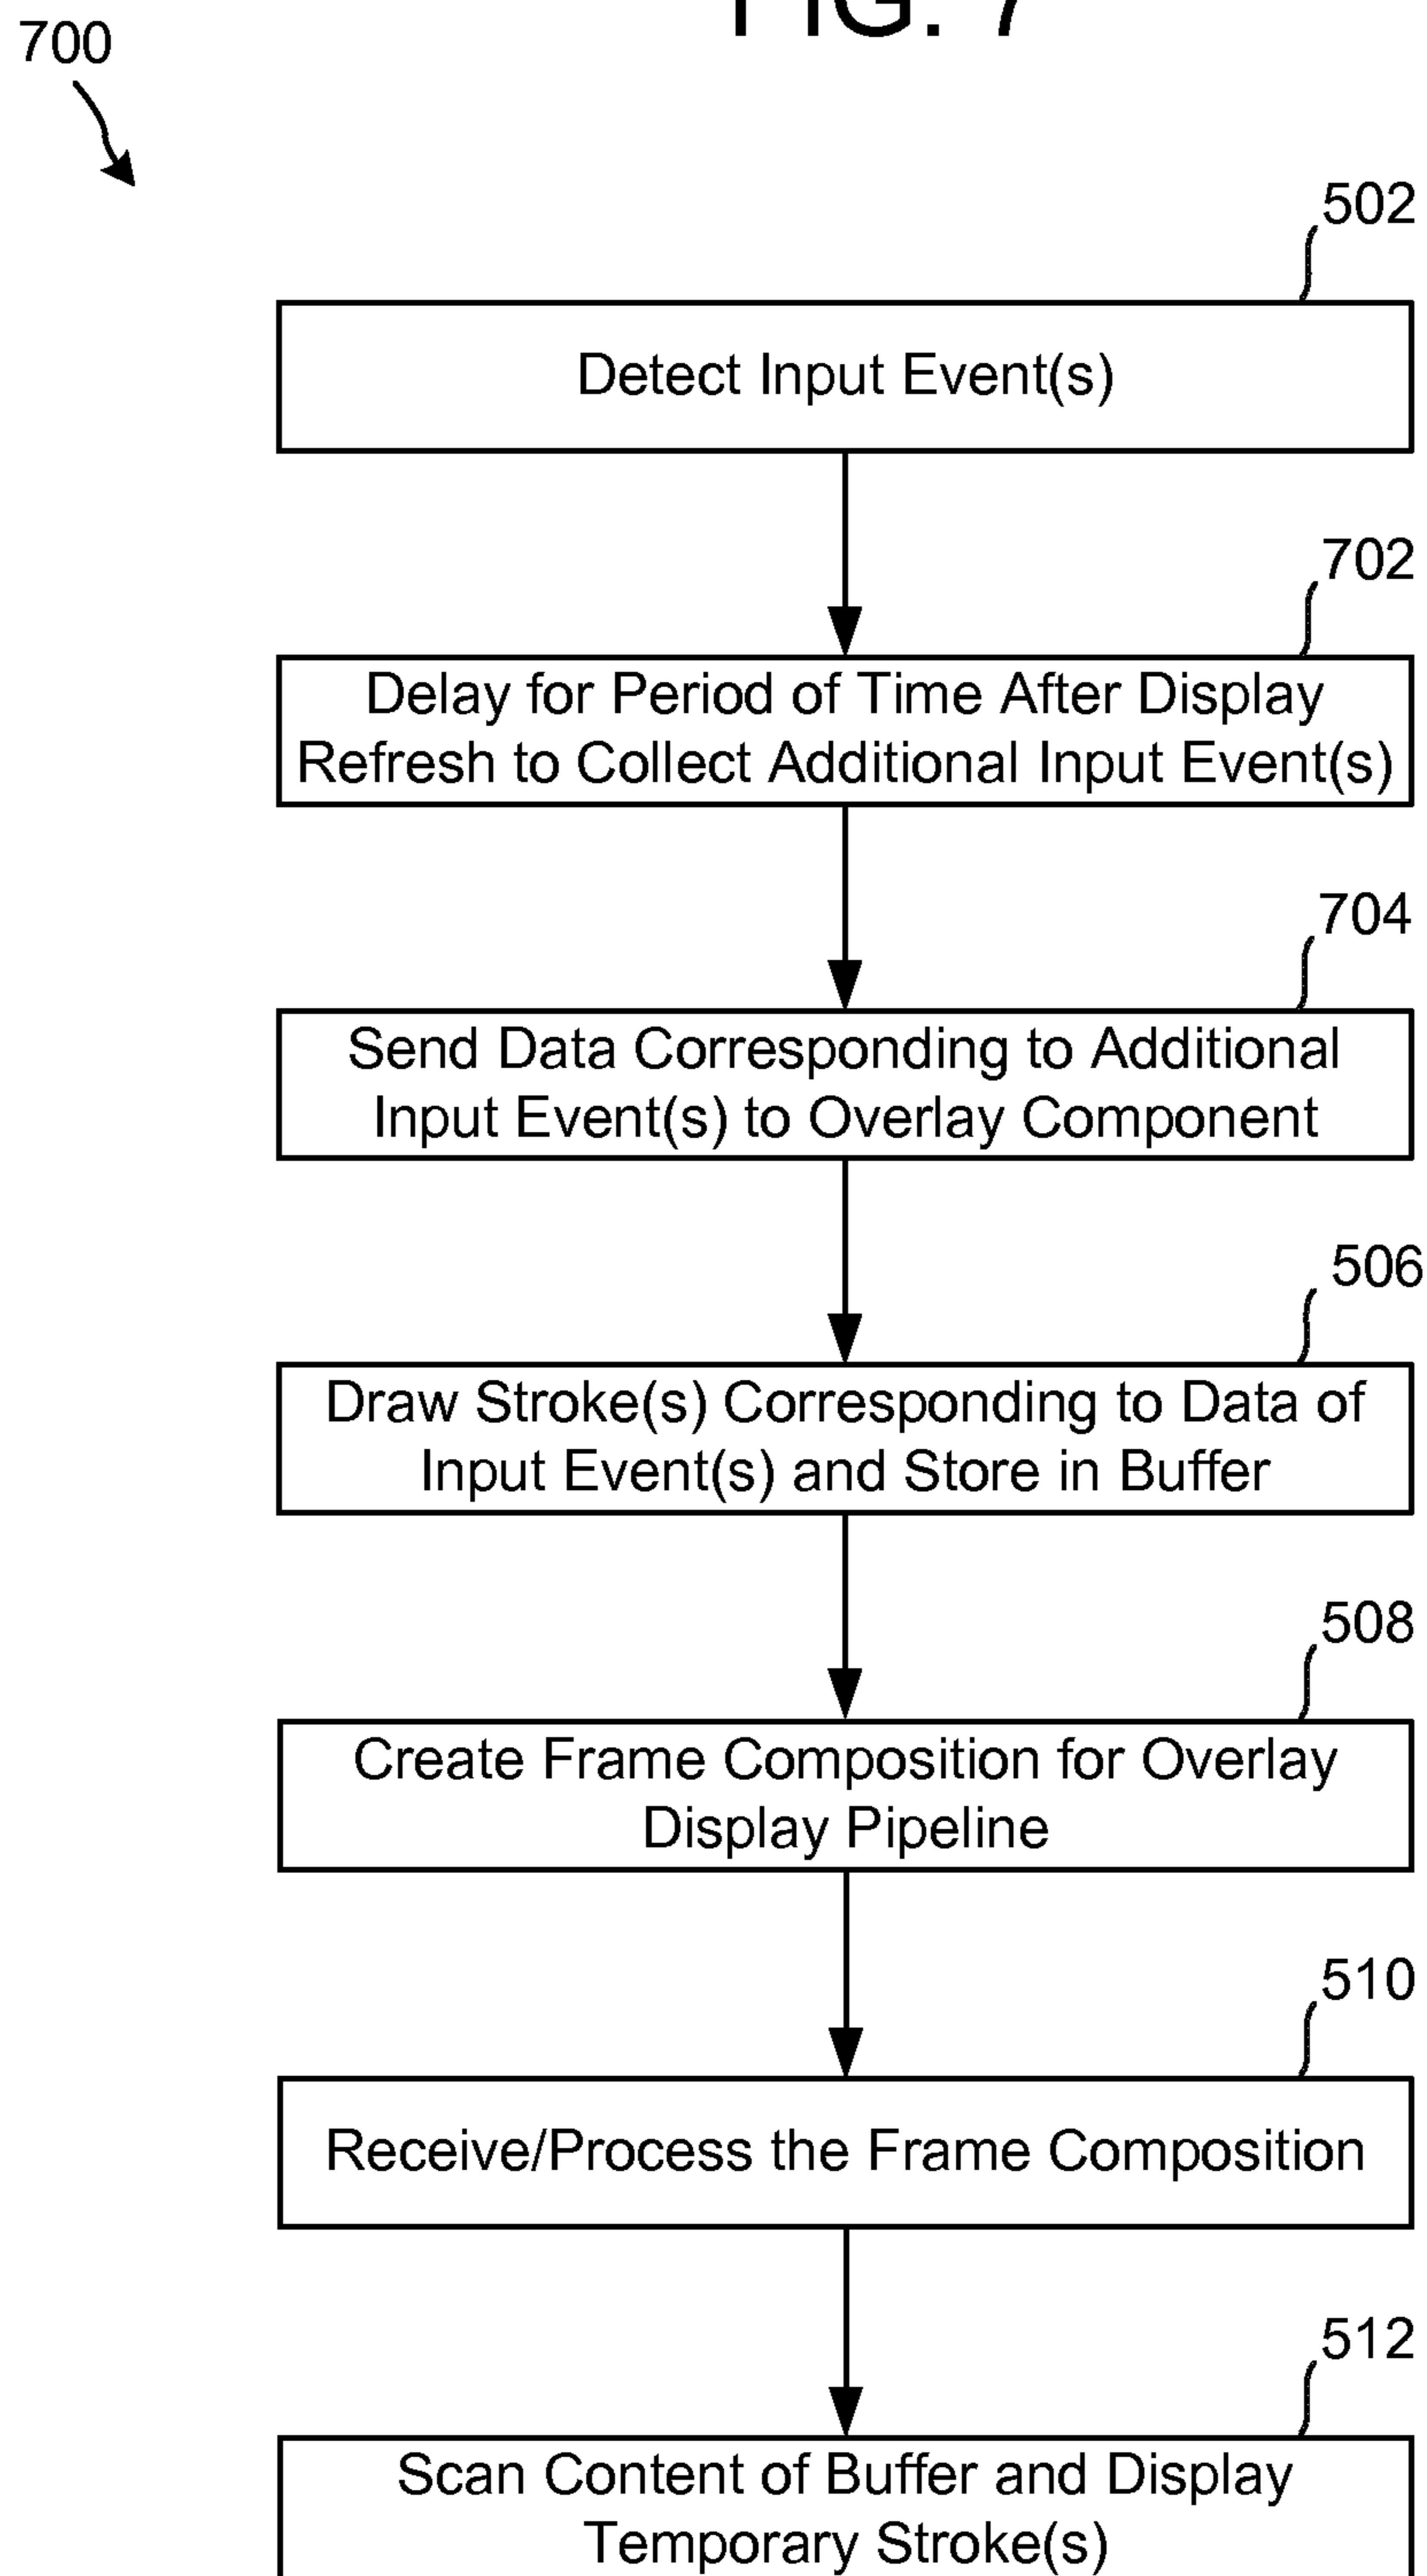 FIG. 7
700
502
Detect Input Event(s)
702
Delay for Period of Time After Display
Refresh to Collect Additional Input Event(s)
704
Send Data Corresponding to Additional
Input Event(s) to Overlay Component
506
Draw Stroke(s) Corresponding to Data of
Input Event(s) and Store in Buffer
508
Create Frame Composition for Overlay
Display Pipeline
510
Receive/Process the Frame Composition
512
Scan Content of Buffer and Display
Temporary Stroke(s)